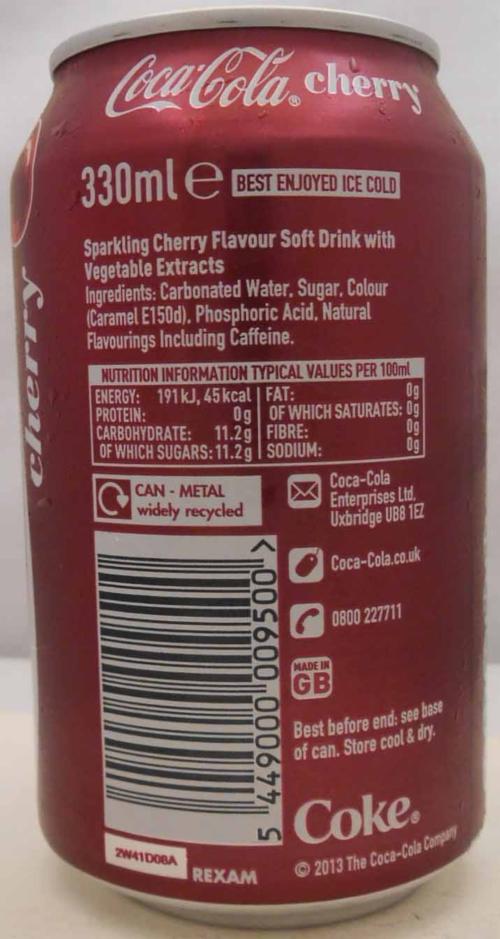 Coca-Cola® cherry
330ml ℮ BEST ENJOYED ICE COLD
cherry
Sparkling Cherry Flavour Soft Drink with
Vegetable Extracts
Ingredients: Carbonated Water, Sugar, Colour
(Caramel E150d), Phosphoric Acid, Natural
Flavourings Including Caffeine.
NUTRITION INFORMATION TYPICAL VALUES PER 100ml
ENERGY: 191kJ, 45kcal
PROTEIN: 0g
CARBOHYDRATE: 11.2g
OF WHICH SUGARS: 11.2g
FAT: 0g
OF WHICH SATURATES: 0g
FIBRE: 0g
SODIUM: 0g
CAN - METAL
widely recycled
Coca-Cola
Enterprises Ltd,
Uxbridge UB8 1EZ
Coca-Cola.co.uk
0800 227711
MADE IN
GB
Best before end: see base
of can. Store cool & dry.
5 449000 009500 >
Coke®
© 2013 The Coca-Cola Company
2W41D08A
REXAM